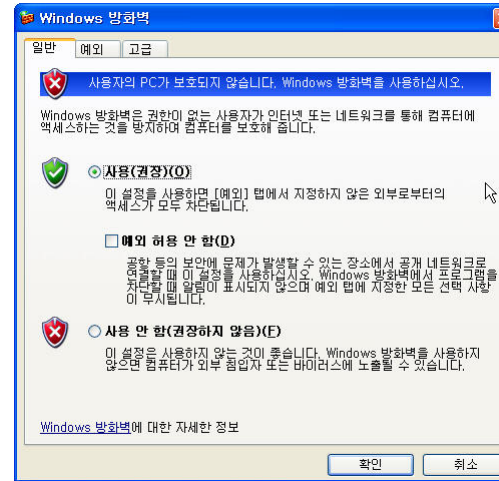 Windows 방화벽
일반 예외 고급
사용자의 PC가 보호되지 않습니다. Windows 방화벽을 사용하십시오.
Windows 방화벽은 권한이 없는 사용자가 인터넷 또는 네트워크를 통해 컴퓨터에
액세스하는 것을 방지하여 컴퓨터를 보호해 줍니다.
사용(권장)(O)
이 설정을 사용하면 [예외] 탭에서 지정하지 않은 외부로부터의
액세스가 모두 차단됩니다.
예외 허용 안 함(D)
공항 등의 보안에 문제가 발생할 수 있는 장소에서 공개 네트워크로
연결할 때 이 설정을 사용하십시오. Windows 방화벽에서 프로그램을
차단할 때 알림이 표시되지 않으며 예외 탭에 지정한 모든 선택 사항
이 무시됩니다.
사용 안 함(권장하지 않음)(F)
이 설정은 사용하지 않는 것이 좋습니다. Windows 방화벽을 사용하지
않으면 컴퓨터가 외부 침입자 또는 바이러스에 노출될 수 있습니다.
Windows 방화벽에 대한 자세한 정보
확인 취소